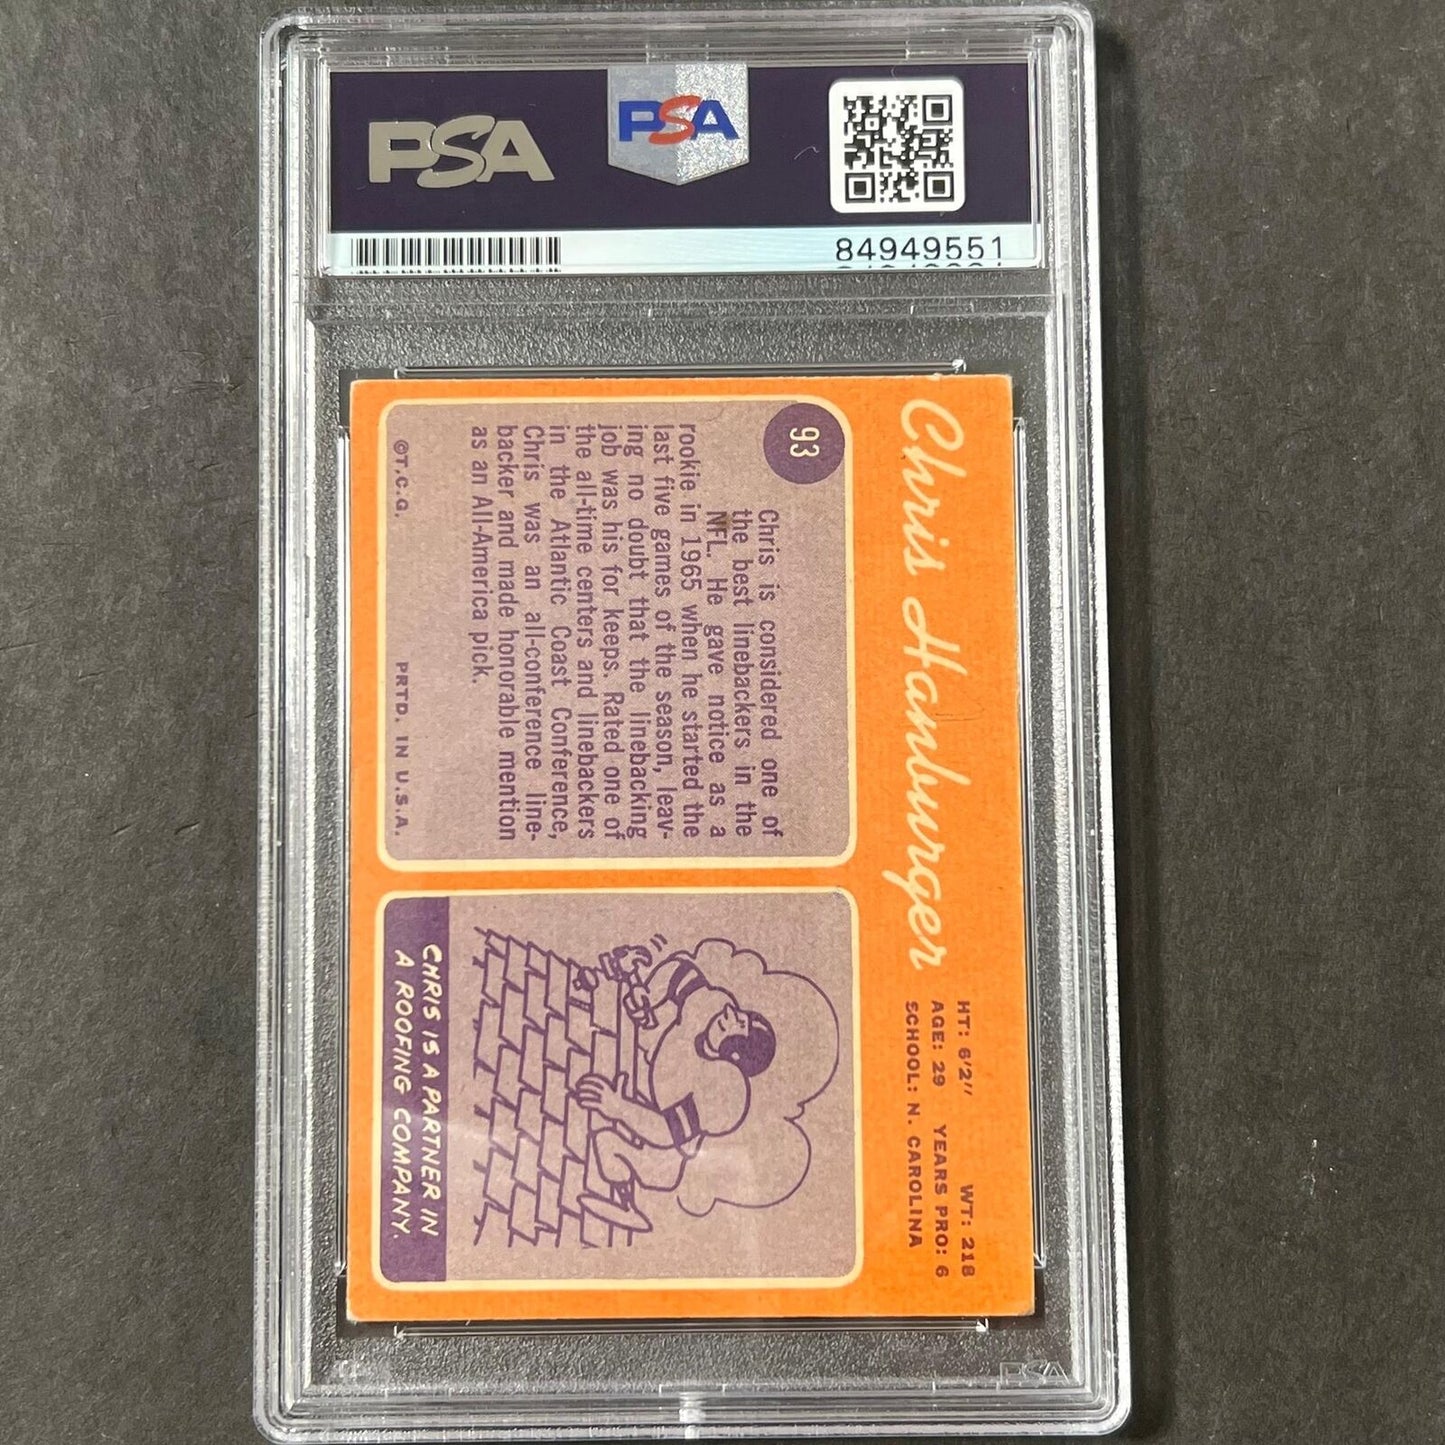 PSA
PSA
84949551
Chris Hanburger
HT: 6'2" WT: 218
AGE: 29 YEARS PRO: 6
SCHOOL: N. CAROLINA
93
Chris is considered one of
the best linebackers in the
NFL. He gave notice as a
rookie in 1965 when he started the
last five games of the season, leav-
ing no doubt that the linebacking
job was his for keeps. Rated one of
the all-time centers and linebackers
in the Atlantic Coast Conference,
Chris was an all-conference line-
backer and made honorable mention
as an All-America pick.
©T.C.G. PRTD. IN U.S.A.
CHRIS IS A PARTNER IN
A ROOFING COMPANY.
PSA